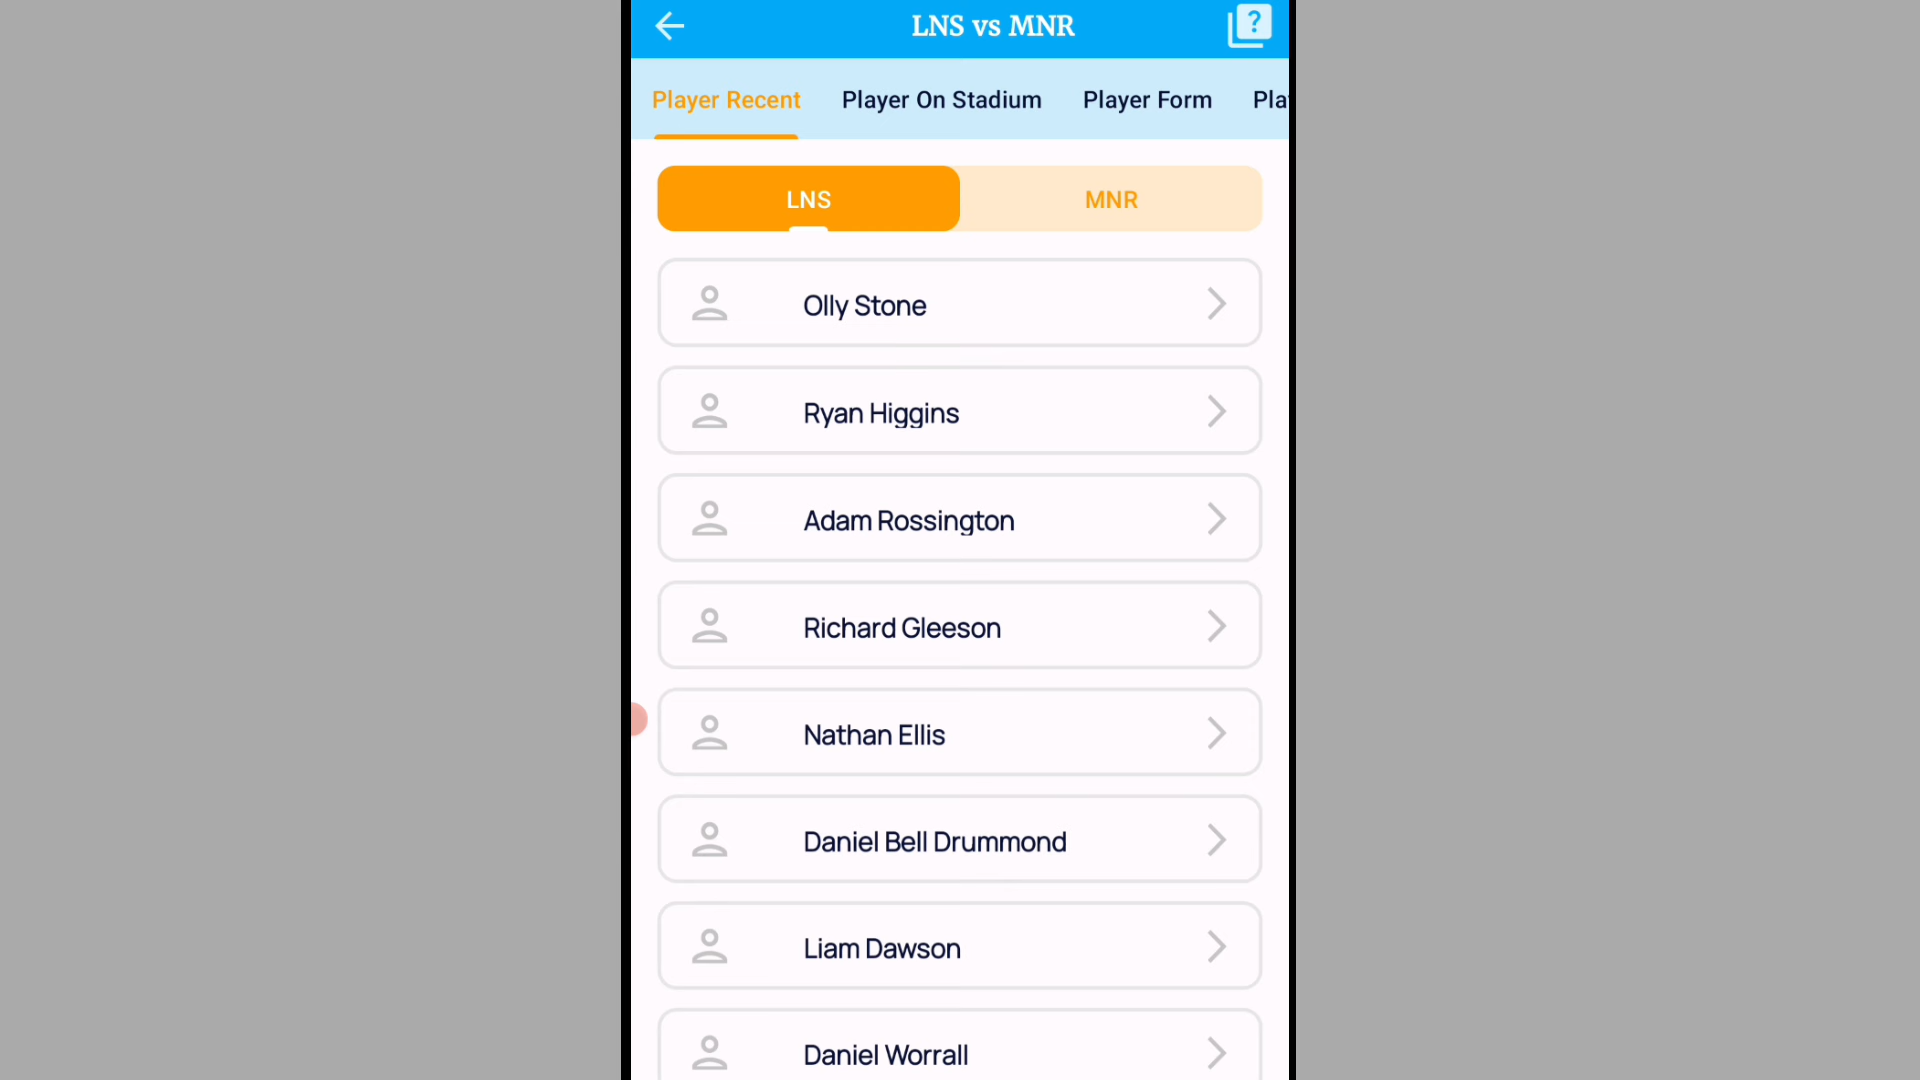 LNS vs MNR
?
Player Recent Player On Stadium Player Form Pla
LNS MNR
Olly Stone
Ryan Higgins
Adam Rossington
Richard Gleeson
Nathan Ellis
Daniel Bell Drummond
Liam Dawson
Daniel Worrall